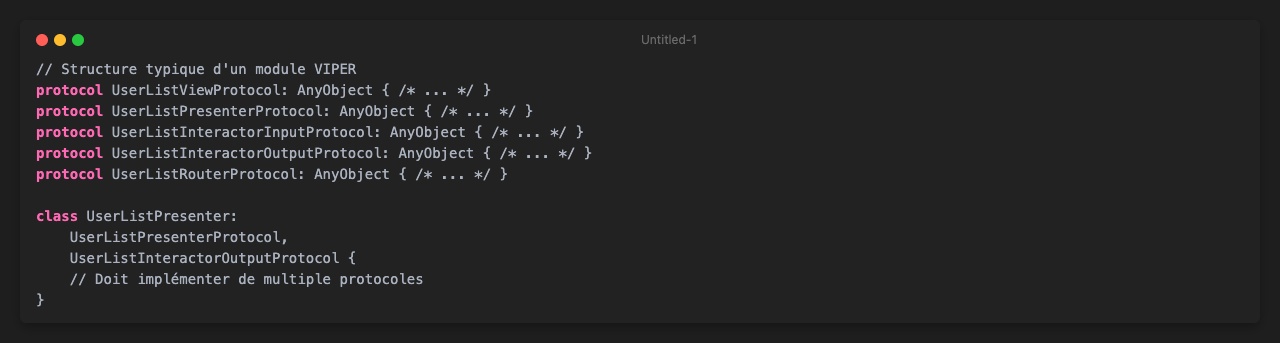 Untitled-1
// Structure typique d'un module VIPER
protocol UserListViewProtocol: AnyObject { /* ... */ }
protocol UserListPresenterProtocol: AnyObject { /* ... */ }
protocol UserListInteractorInputProtocol: AnyObject { /* ... */ }
protocol UserListInteractorOutputProtocol: AnyObject { /* ... */ }
protocol UserListRouterProtocol: AnyObject { /* ... */ }

class UserListPresenter:
    UserListPresenterProtocol,
    UserListInteractorOutputProtocol {
    // Doit implémenter de multiple protocoles
}